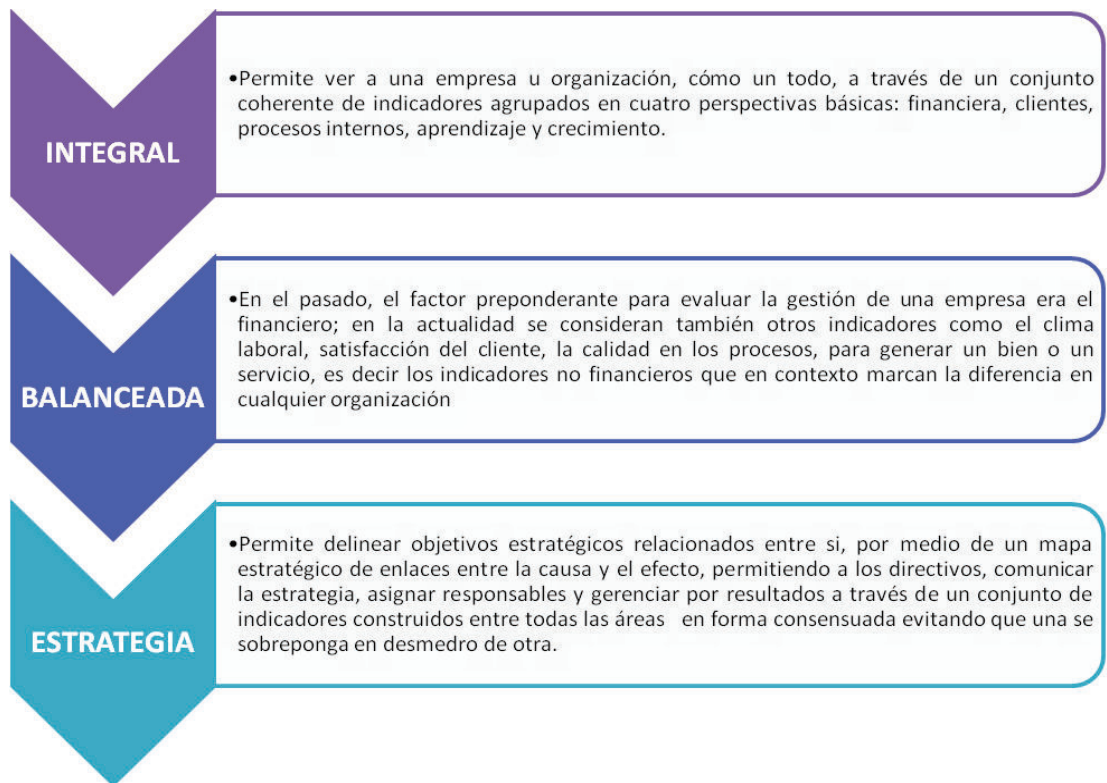 INTEGRAL
•Permite ver a una empresa u organización, cómo un todo, a través de un conjunto
coherente de indicadores agrupados en cuatro perspectivas básicas: financiera, clientes,
procesos internos, aprendizaje y crecimiento.
BALANCEADA
•En el pasado, el factor preponderante para evaluar la gestión de una empresa era el
financiero; en la actualidad se consideran también otros indicadores como el clima
laboral, satisfacción del cliente, la calidad en los procesos, para generar un bien o un
servicio, es decir los indicadores no financieros que en contexto marcan la diferencia en
cualquier organización
ESTRATEGIA
•Permite delinear objetivos estratégicos relacionados entre si, por medio de un mapa
estratégico de enlaces entre la causa y el efecto, permitiendo a los directivos, comunicar
la estrategia, asignar responsables y gerenciar por resultados a través de un conjunto de
indicadores construidos entre todas las áreas en forma consensuada evitando que una se
sobreponga en desmedro de otra.